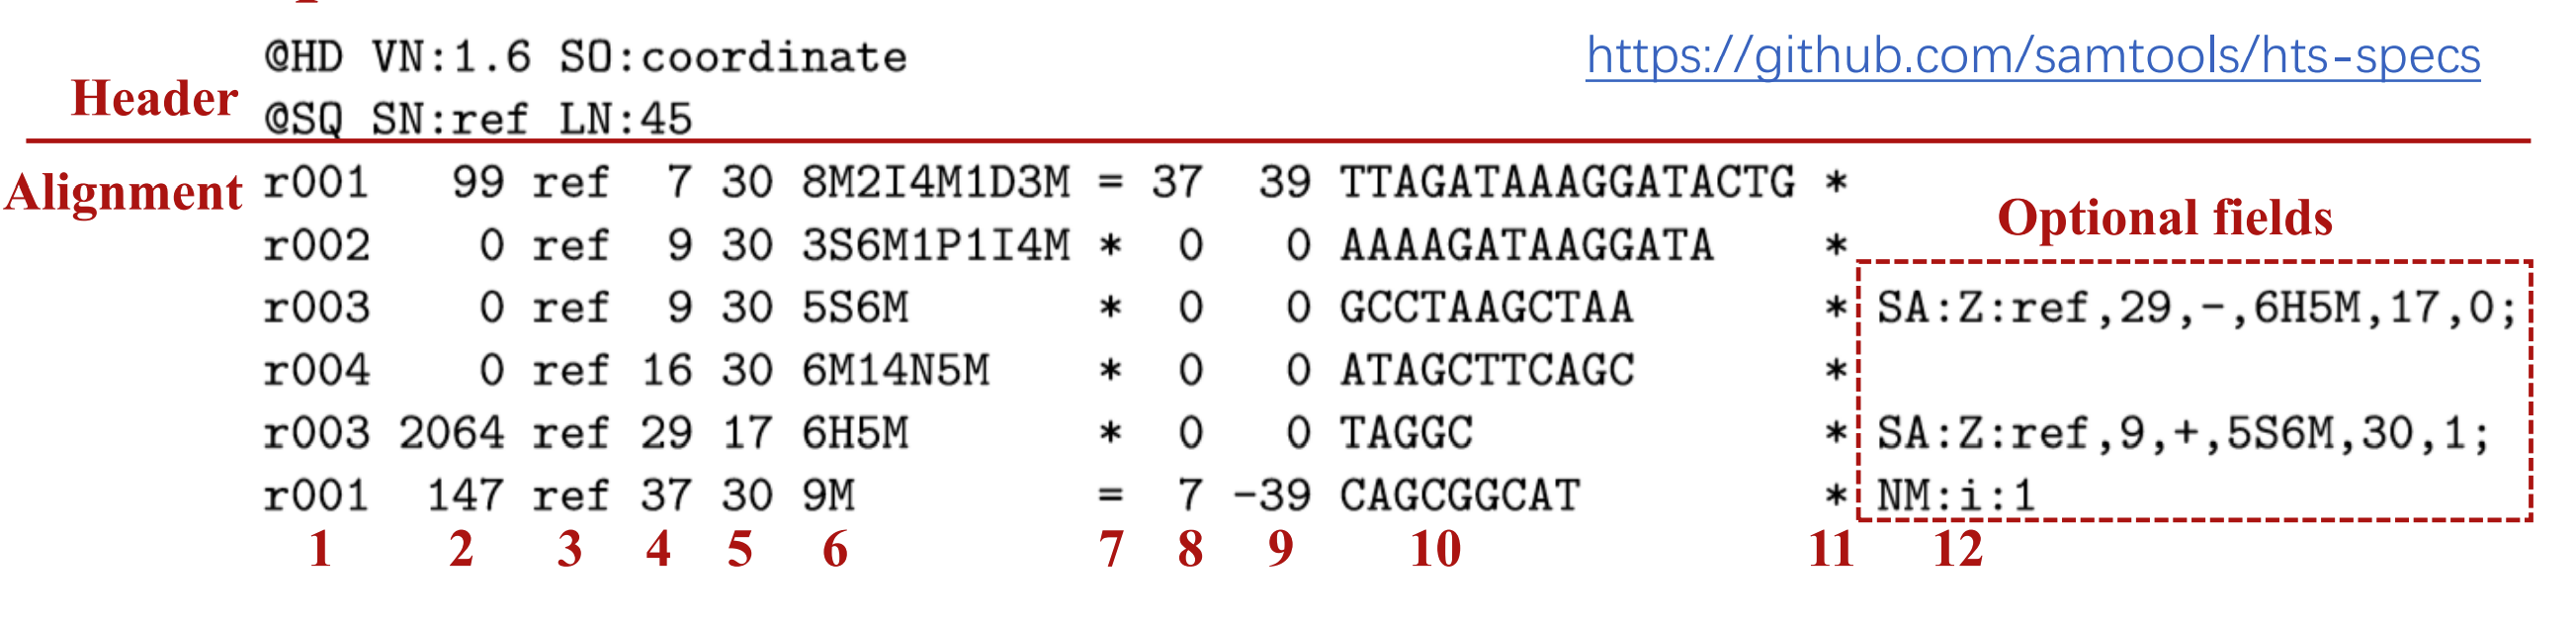 @HD VN:1.6 SO:coordinate
https://github.com/samtools/hts-specs
Header
@SQ SN:ref LN:45
Alignment
r001 99 ref 7 30 8M2I4M1D3M = 37 39 TTAGATAAAGGATACTG *
Optional fields
r002 0 ref 9 30 3S6M1P1I4M * 0 0 AAAAGATAAGGATA *
r003 0 ref 9 30 5S6M * 0 0 GCCTAAGCTAA * SA:Z:ref,29,-,6H5M,17,0;
r004 0 ref 16 30 6M14N5M * 0 0 ATAGCTTCAGC *
r003 2064 ref 29 17 6H5M * 0 0 TAGGC * SA:Z:ref,9,+,5S6M,30,1;
r001 147 ref 37 30 9M = 7 -39 CAGCGGCAT * NM:i:1
1 2 3 4 5 6 7 8 9 10 11 12